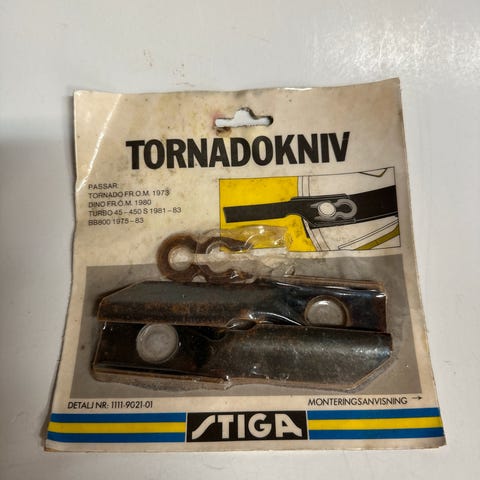 TORNADOKNIV
PASSAR:
TORNADO FR.O.M. 1973
DINO FR.O.M. 1980
TURBO 45 - 450 S 1981 - 83
BB800 1975 - 83
DETALJ NR: 1111-9021-01
MONTERINGSANVISNING →
STIGA